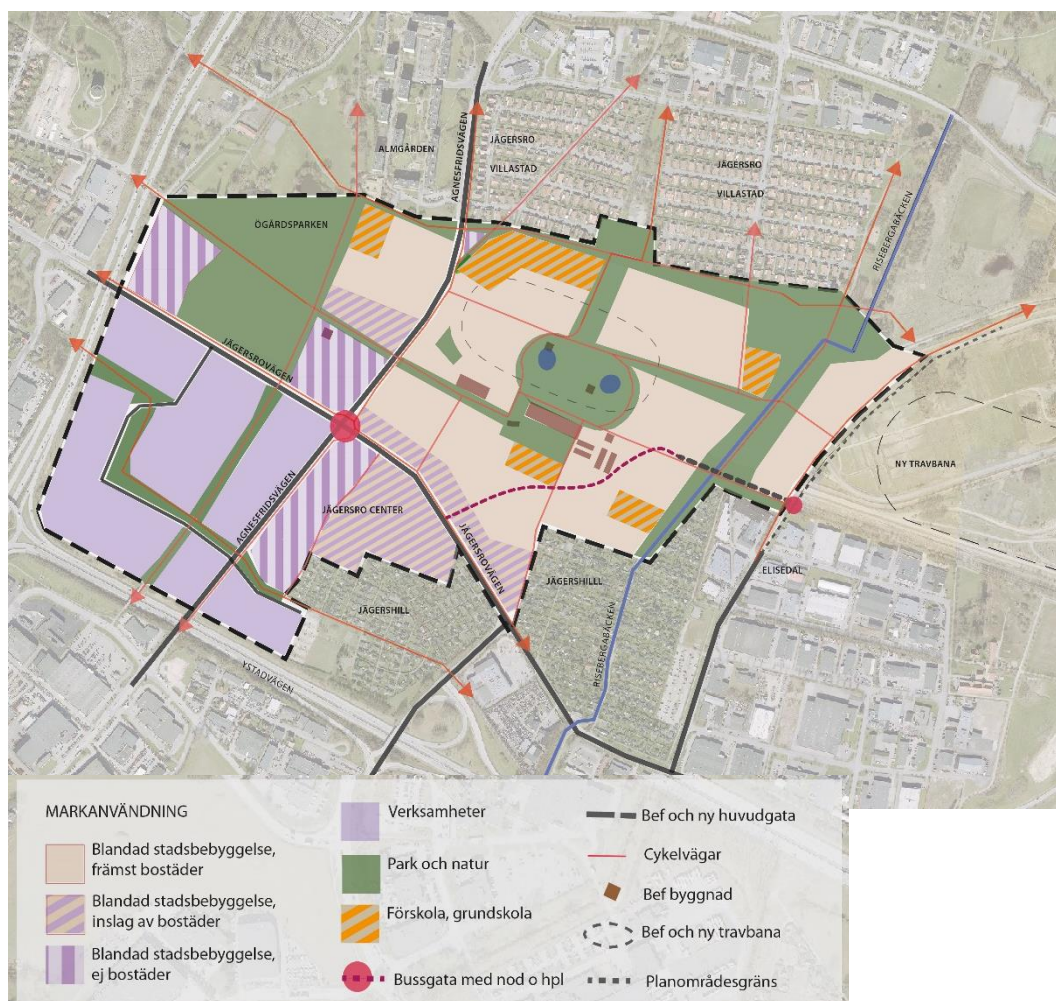 ALMGÅRDEN
AGNESFRIDSVÄGEN
JÄGERSRO
VILLASTAD
JÄGERSRO
VILLASTAD
RISEBERGABÄCKEN
ÖGÅRDSPARKEN
JÄGERSROVÄGEN
NY TRAVBANA
AGNESFRIDSVÄGEN
JÄGERSRO CENTER
JÄGERSROVÄGEN
JÄGERSHILL
JÄGERSHILLL
ELISEDAL
RISEBERGABÄCKEN
YSTADVÄGEN
MARKANVÄNDNING
Blandad stadsbebyggelse,
främst bostäder
Blandad stadsbebyggelse,
inslag av bostäder
Blandad stadsbebyggelse,
ej bostäder
Verksamheter
Park och natur
Förskola, grundskola
Bussgata med nod o hpl
Bef och ny huvudgata
Cykelvägar
Bef byggnad
Bef och ny travbana
Planområdesgräns